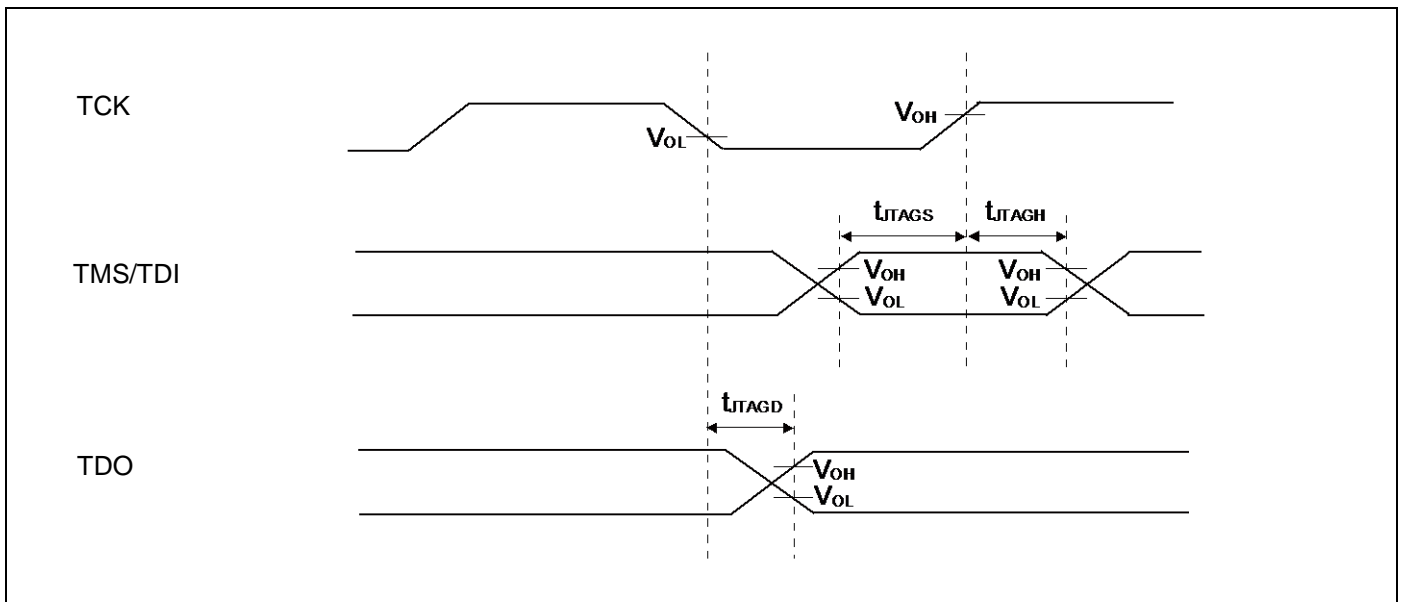 TCK
VOH
VOL
tJTAGS tJTAGH
TMS/TDI
VOH VOH
VOL VOL
tJTAGD
TDO
VOH
VOL